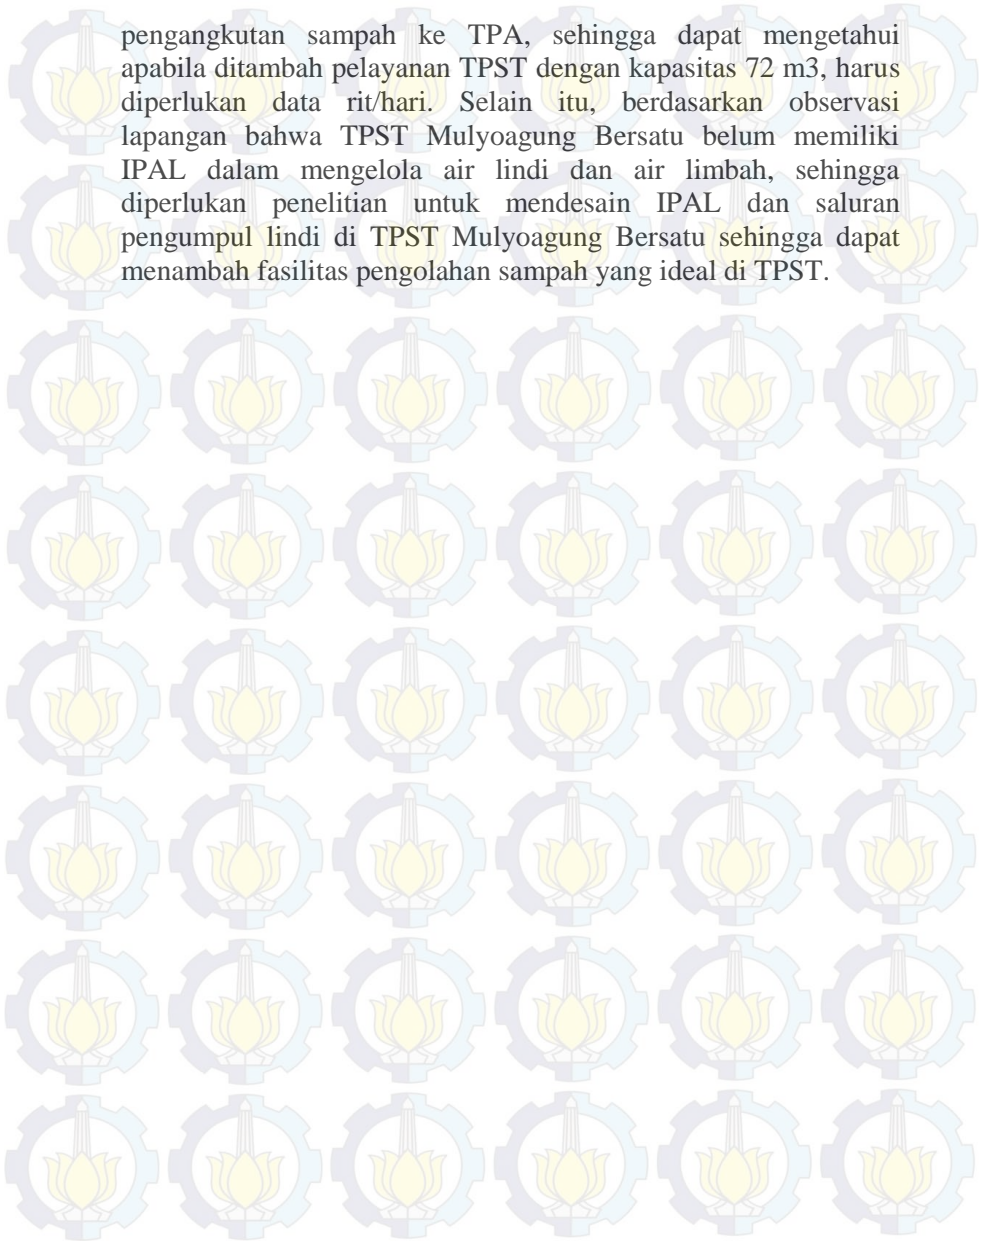 pengangkutan sampah ke TPA, sehingga dapat mengetahui
apabila ditambah pelayanan TPST dengan kapasitas 72 m3, harus
diperlukan data rit/hari. Selain itu, berdasarkan observasi
lapangan bahwa TPST Mulyoagung Bersatu belum memiliki
IPAL dalam mengelola air lindi dan air limbah, sehingga
diperlukan penelitian untuk mendesain IPAL dan saluran
pengumpul lindi di TPST Mulyoagung Bersatu sehingga dapat
menambah fasilitas pengolahan sampah yang ideal di TPST.